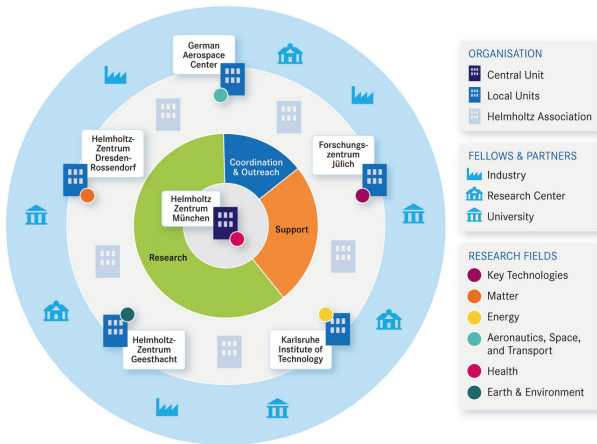 German
Aerospace
Center
Helmholtz-
Zentrum
Dresden-
Rossendorf
Forschungs-
zentrum
Jülich
Coordination
& Outreach
Helmholtz
Zentrum
München
Research
Support
Helmholtz-
Zentrum
Geesthacht
Karlsruhe
Institute of
Technology
ORGANISATION
Central Unit
Local Units
Helmholtz Association
FELLOWS & PARTNERS
Industry
Research Center
University
RESEARCH FIELDS
Key Technologies
Matter
Energy
Aeronautics, Space,
and Transport
Health
Earth & Environment